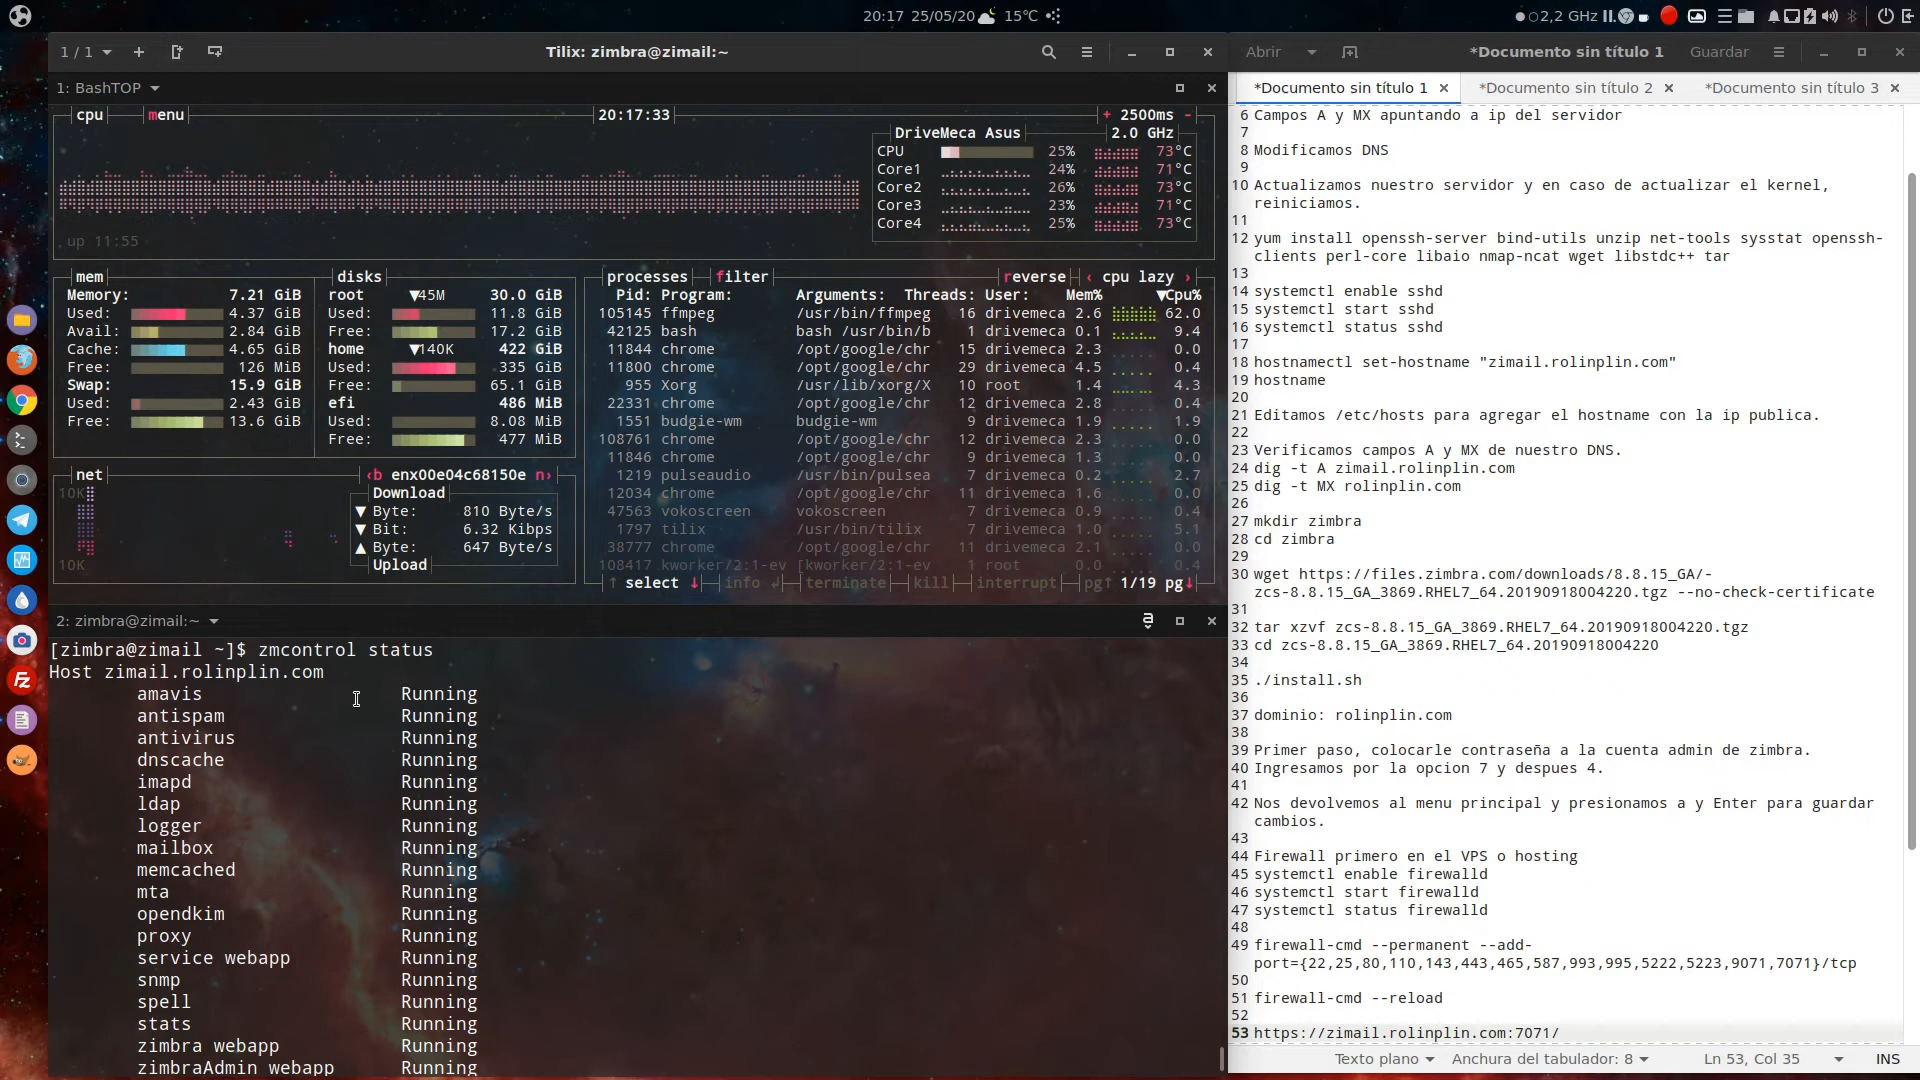 20:17 25/05/20 15°C
2,2 GHz
1 / 1
Tilix: zimbra@zimail:~
1: BashTOP
cpu menu 20:17:33 + 2500ms -
DriveMeca Asus 2.0 GHz
CPU 25% 73°C
Core1 24% 71°C
Core2 26% 73°C
Core3 23% 71°C
Core4 25% 73°C
up 11:55
mem
Memory: 7.21 GiB
Used: 4.37 GiB
Avail: 2.84 GiB
Cache: 4.65 GiB
Free: 126 MiB
Swap: 15.9 GiB
Used: 2.43 GiB
Free: 13.6 GiB
disks
root ▼45M 30.0 GiB
Used: 11.8 GiB
Free: 17.2 GiB
home ▼140K 422 GiB
Used: 335 GiB
Free: 65.1 GiB
efi 486 MiB
Used: 8.08 MiB
Free: 477 MiB
net ‹b enx00e04c68150e n›
10K
Download
▼ Byte: 810 Byte/s
▼ Bit: 6.32 Kibps
▲ Byte: 647 Byte/s
Upload
10K
processes filter reverse ‹ cpu lazy ›
Pid: Program: Arguments: Threads: User: Mem% ▼Cpu%
105145 ffmpeg /usr/bin/ffmpeg 16 drivemeca 2.6 62.0
42125 bash bash /usr/bin/b 1 drivemeca 0.1 9.4
11844 chrome /opt/google/chr 15 drivemeca 2.3 0.0
11800 chrome /opt/google/chr 29 drivemeca 4.5 0.4
955 Xorg /usr/lib/xorg/X 10 root 1.4 4.3
22331 chrome /opt/google/chr 12 drivemeca 2.8 0.4
1551 budgie-wm budgie-wm 9 drivemeca 1.9 1.9
108761 chrome /opt/google/chr 12 drivemeca 2.3 0.0
11846 chrome /opt/google/chr 9 drivemeca 1.3 0.0
1219 pulseaudio /usr/bin/pulsea 7 drivemeca 0.2 2.7
12034 chrome /opt/google/chr 11 drivemeca 1.6 0.0
47563 vokoscreen vokoscreen 7 drivemeca 0.9 0.4
1797 tilix /usr/bin/tilix 7 drivemeca 1.0 5.1
38777 chrome /opt/google/chr 11 drivemeca 2.1 0.0
108417 kworker/2:1-ev [kworker/2:1-ev 1 root 0.0 0.4
↑ select ↓ info ↲ terminate kill interrupt pg↑ 1/19 pg↓
2: zimbra@zimail:~
[zimbra@zimail ~]$ zmcontrol status
Host zimail.rolinplin.com
amavis Running
antispam Running
antivirus Running
dnscache Running
imapd Running
ldap Running
logger Running
mailbox Running
memcached Running
mta Running
opendkim Running
proxy Running
service webapp Running
snmp Running
spell Running
stats Running
zimbra webapp Running
zimbraAdmin webapp Running
Abrir *Documento sin título 1 Guardar
*Documento sin título 1 *Documento sin título 2 *Documento sin título 3
6 Campos A y MX apuntando a ip del servidor
7
8 Modificamos DNS
9
10 Actualizamos nuestro servidor y en caso de actualizar el kernel,
reiniciamos.
11
12 yum install openssh-server bind-utils unzip net-tools sysstat openssh-
clients perl-core libaio nmap-ncat wget libstdc++ tar
13
14 systemctl enable sshd
15 systemctl start sshd
16 systemctl status sshd
17
18 hostnamectl set-hostname "zimail.rolinplin.com"
19 hostname
20
21 Editamos /etc/hosts para agregar el hostname con la ip publica.
22
23 Verificamos campos A y MX de nuestro DNS.
24 dig -t A zimail.rolinplin.com
25 dig -t MX rolinplin.com
26
27 mkdir zimbra
28 cd zimbra
29
30 wget https://files.zimbra.com/downloads/8.8.15_GA/-
zcs-8.8.15_GA_3869.RHEL7_64.20190918004220.tgz --no-check-certificate
31
32 tar xzvf zcs-8.8.15_GA_3869.RHEL7_64.20190918004220.tgz
33 cd zcs-8.8.15_GA_3869.RHEL7_64.20190918004220
34
35 ./install.sh
36
37 dominio: rolinplin.com
38
39 Primer paso, colocarle contraseña a la cuenta admin de zimbra.
40 Ingresamos por la opcion 7 y despues 4.
41
42 Nos devolvemos al menu principal y presionamos a y Enter para guardar
cambios.
43
44 Firewall primero en el VPS o hosting
45 systemctl enable firewalld
46 systemctl start firewalld
47 systemctl status firewalld
48
49 firewall-cmd --permanent --add-
port={22,25,80,110,143,443,465,587,993,995,5222,5223,9071,7071}/tcp
50
51 firewall-cmd --reload
52
53 https://zimail.rolinplin.com:7071/
Texto plano Anchura del tabulador: 8 Ln 53, Col 35 INS